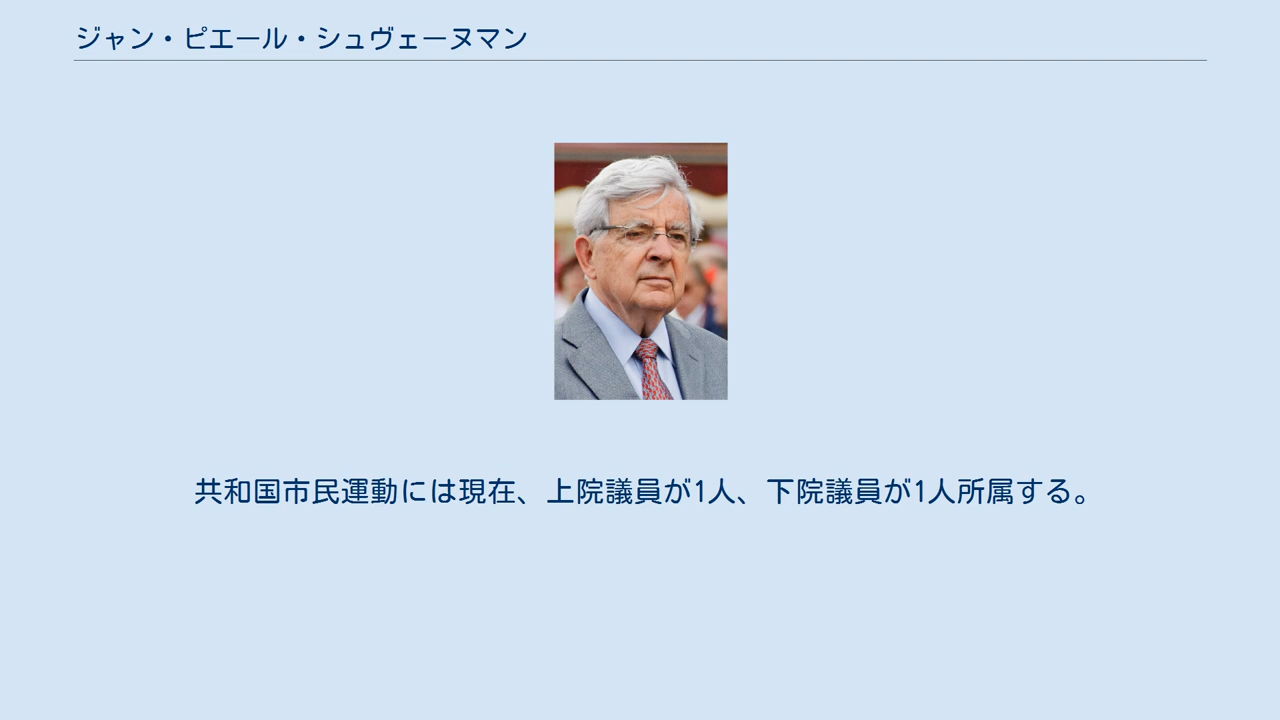 ジャン・ピエール・シュヴェーヌマン
共和国市民運動には現在、上院議員が1人、下院議員が1人所属する。